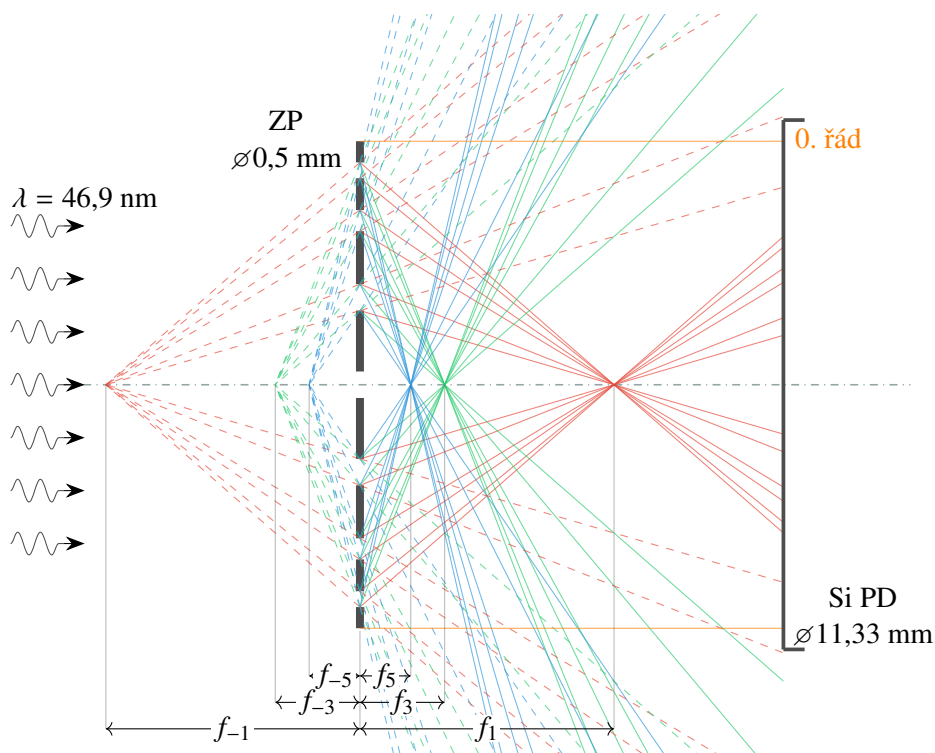 ZP
⌀0,5 mm
λ = 46,9 nm
0. řád
Si PD
⌀11,33 mm
f₋₅ f₅
f₋₃ f₃
f₋₁ f₁